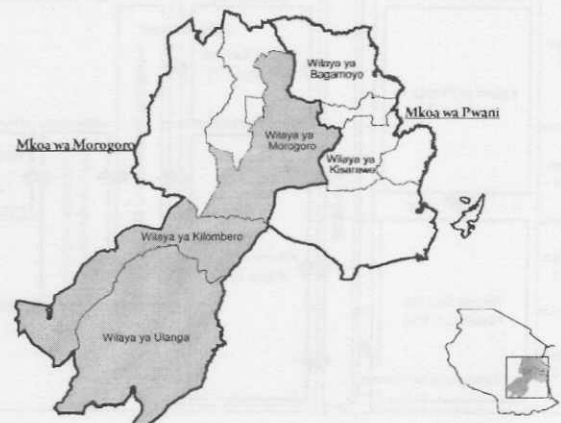 Wilaya ya
Bagamoyo
Mkoa wa Pwani
Wilaya ya
Morogoro
Mkoa wa Morogoro
Wilaya ya
Kisarawe
Wilaya ya Kilombero
Wilaya ya Ulanga